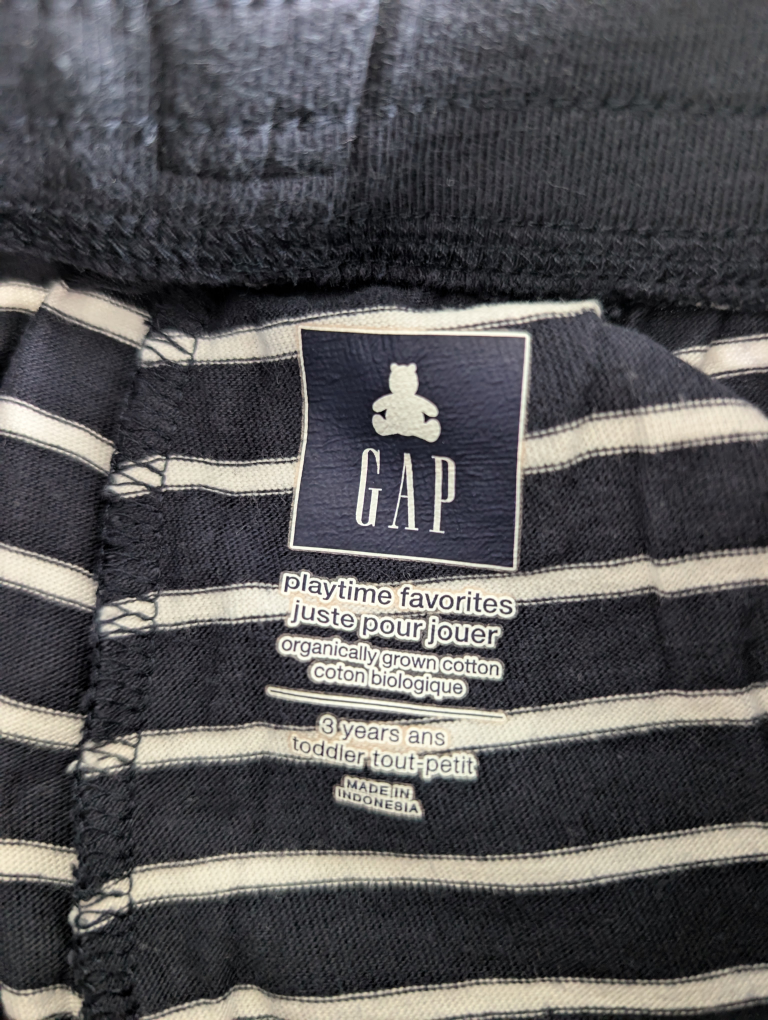 GAP
playtime favorites
juste pour jouer
organically grown cotton
coton biologique
3 years ans
toddler tout-petit
MADE IN
INDONESIA